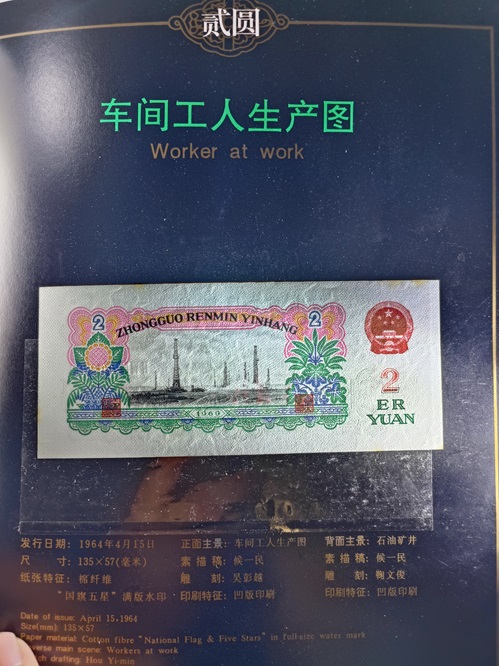 贰圆
车间工人生产图
Worker at work
2
ZHONGGUO RENMIN YINHANG
2
1960
2
ER
YUAN
发行日期：1964年4月15日 正面主景：车间工人生产图 背面主景：石油矿井
尺 寸：135×57(毫米) 素 描 稿：侯一民 素 描 稿：侯一民
纸张特征：棉纤维 雕 刻：吴彭越 雕 刻：鞠文俊
“国旗五星”满版水印 印刷特征：凹版印刷 印刷特征：凹版印刷
Date of issue: April 15,1964
Size(mm): 135×57
Paper material: Cotton fibre "National Flag & Five Stars" in water mark
verse main scene: Workers at work
drafting: Hou Yi-min